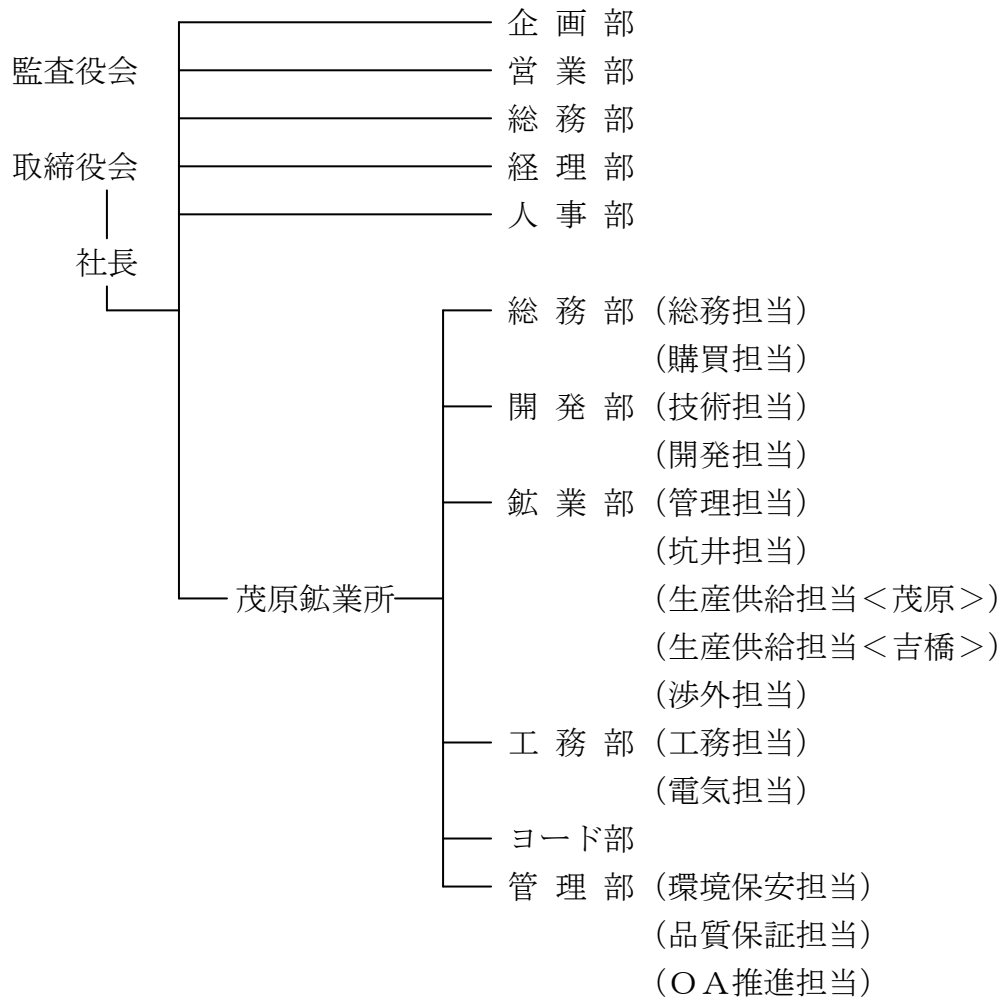 企 画 部
監査役会
営 業 部
総 務 部
取締役会
経 理 部
人 事 部
社長
総 務 部（総務担当）
（購買担当）
開 発 部（技術担当）
（開発担当）
鉱 業 部（管理担当）
（坑井担当）
茂原鉱業所
（生産供給担当＜茂原＞）
（生産供給担当＜吉橋＞）
（渉外担当）
工 務 部（工務担当）
（電気担当）
ヨード部
管 理 部（環境保安担当）
（品質保証担当）
（ＯＡ推進担当）